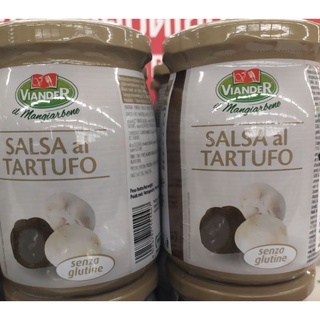 VIANDER
il Mangiarbene
SALSA al
TARTUFO
senza
glutine
VIANDER
il Mangiarbene
SALSA al
TARTUFO
senza
glutine